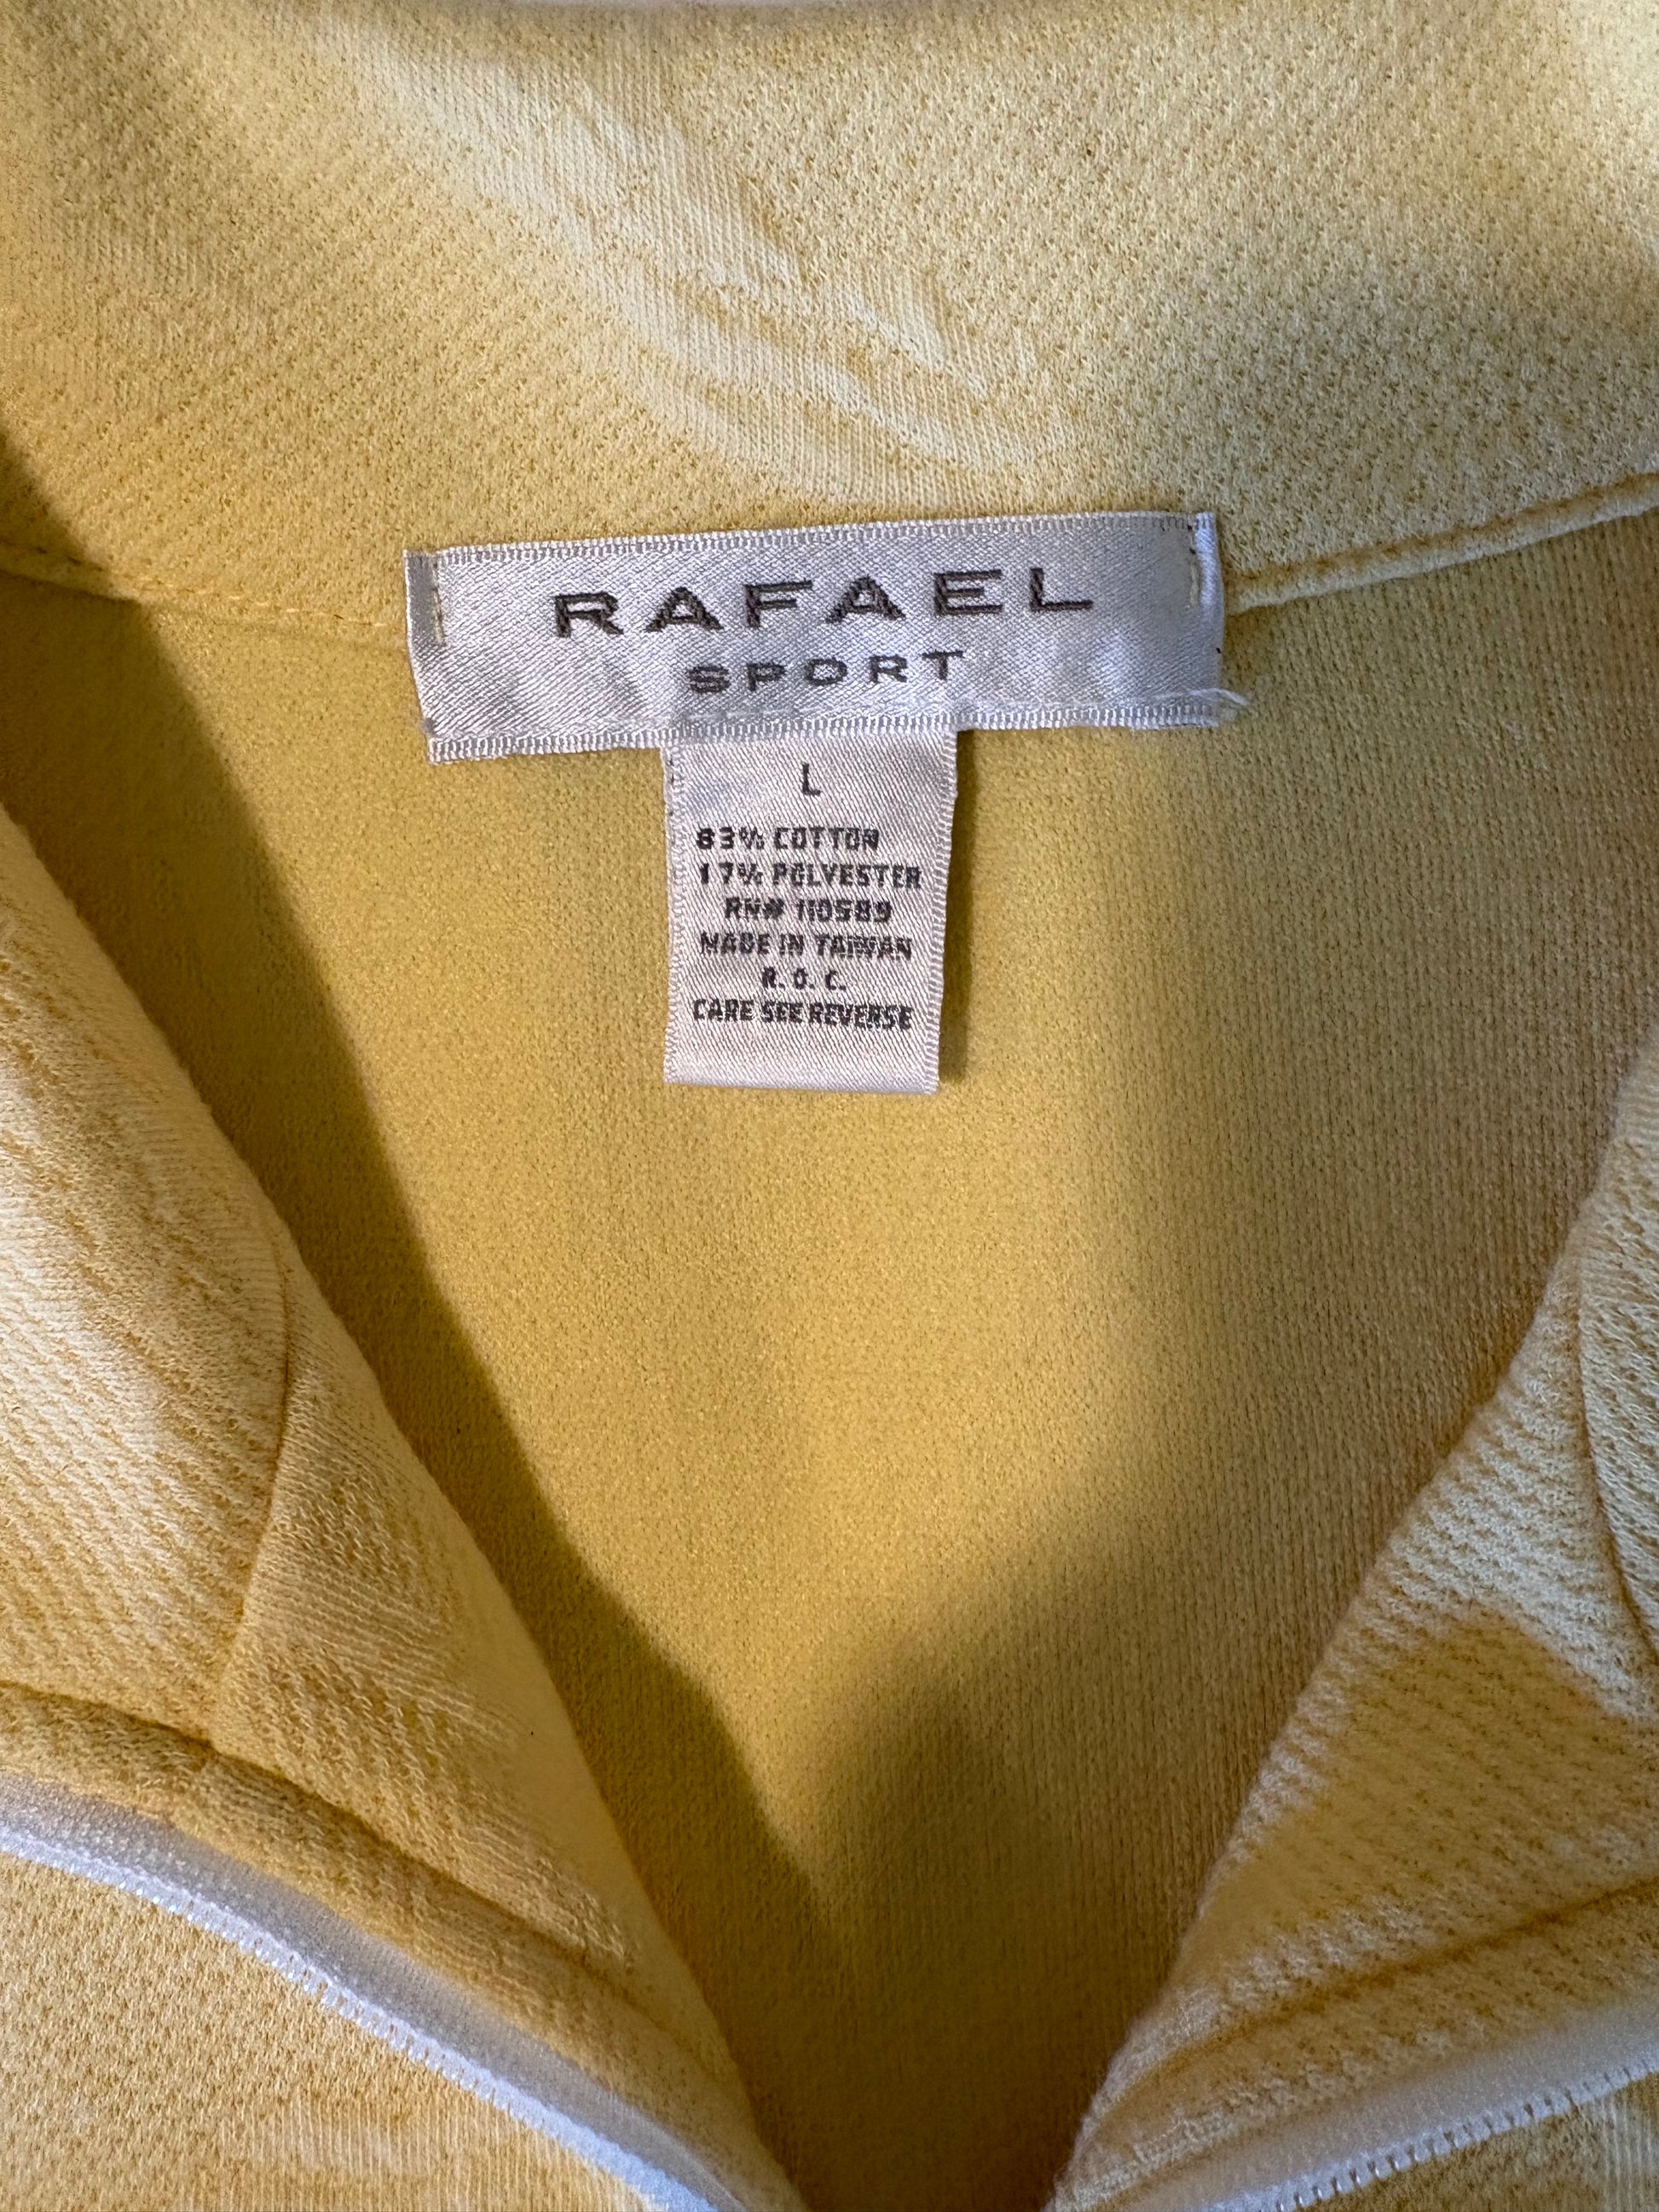 RAFAEL
SPORT
L
83% COTTON
17% POLYESTER
RN# 110589
MADE IN TAIWAN
R. O. C.
CARE SEE REVERSE